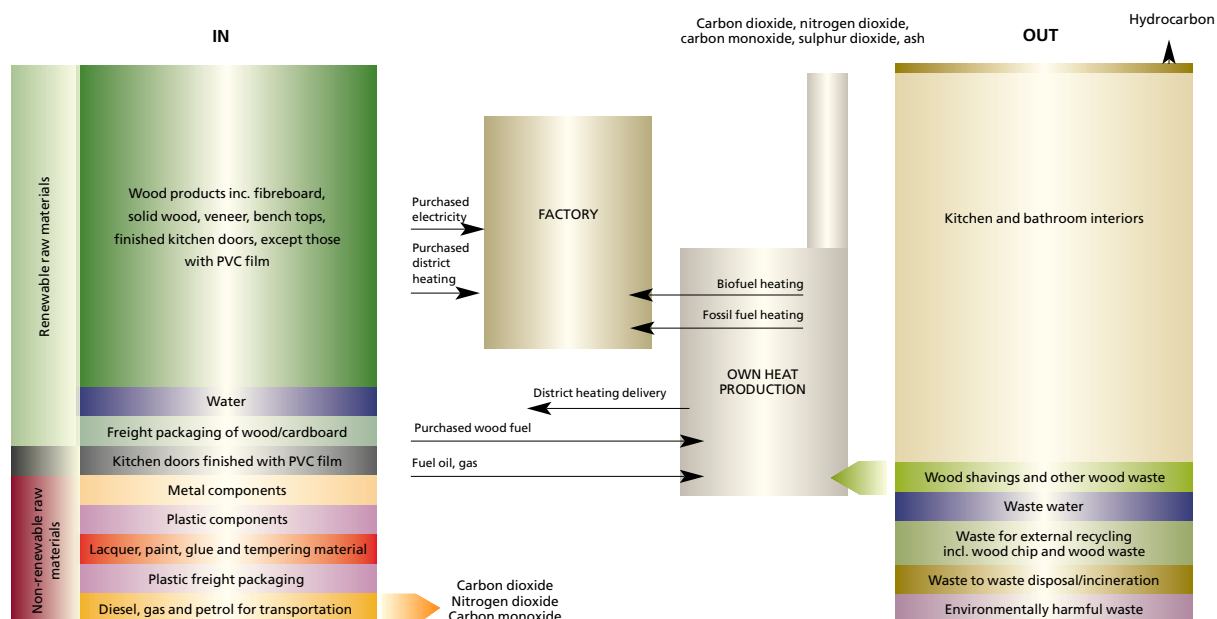 IN
Renewable raw materials
Wood products inc. fibreboard,
solid wood, veneer, bench tops,
finished kitchen doors, except those
with PVC film
Water
Freight packaging of wood/cardboard
Kitchen doors finished with PVC film
Non-renewable raw
materials
Metal components
Plastic components
Lacquer, paint, glue and tempering material
Plastic freight packaging
Diesel, gas and petrol for transportation
Carbon dioxide
Nitrogen dioxide
Carbon monoxide
Purchased
electricity
Purchased
district
heating
FACTORY
Carbon dioxide, nitrogen dioxide,
carbon monoxide, sulphur dioxide, ash
Biofuel heating
Fossil fuel heating
OWN HEAT
PRODUCTION
District heating delivery
Purchased wood fuel
Fuel oil, gas
OUT
Hydrocarbon
Kitchen and bathroom interiors
Wood shavings and other wood waste
Waste water
Waste for external recycling
incl. wood chip and wood waste
Waste to waste disposal/incineration
Environmentally harmful waste